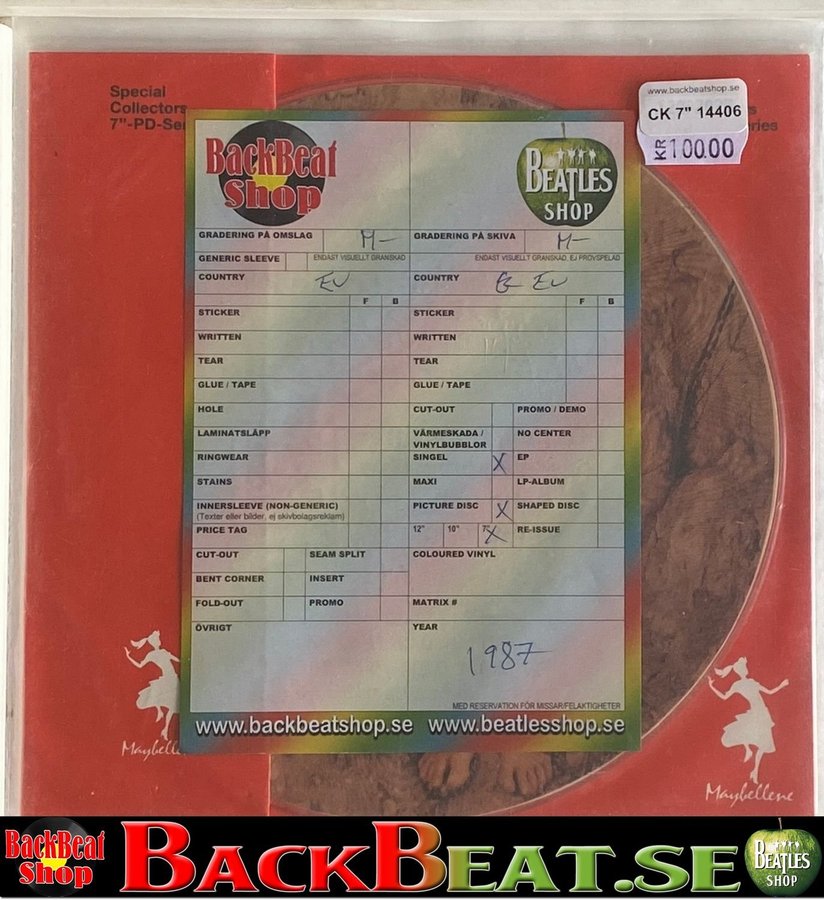 Special
Collectors
7"-PD-Se
www.backbeatshop.se
CK 7" 14406
KR100.00
s
ries
BackBeat
Shop
BEATLES
SHOP
GRADERING PÅ OMSLAG M-
GRADERING PÅ SKIVA M-
GENERIC SLEEVE ENDAST VISUELLT GRANSKAD
ENDAST VISUELLT GRANSKAD, EJ PROVSPELAD
COUNTRY EU
COUNTRY EU
F B
F B
STICKER
STICKER
WRITTEN
WRITTEN
TEAR
TEAR
GLUE / TAPE
GLUE / TAPE
HOLE
CUT-OUT PROMO / DEMO
LAMINATSLÄPP
VÄRMESKADA /
VINYLBUBBLOR
NO CENTER
RINGWEAR
SINGEL X EP
STAINS
MAXI LP-ALBUM
INNERSLEEVE (NON-GENERIC)
(Texter eller bilder, ej skivbolagsreklam)
PICTURE DISC X SHAPED DISC
PRICE TAG
12" 10" 7" X RE-ISSUE
CUT-OUT SEAM SPLIT
COLOURED VINYL
BENT CORNER INSERT
FOLD-OUT PROMO
MATRIX #
ÖVRIGT
YEAR
1987
MED RESERVATION FÖR MISSAR/FELAKTIGHETER
www.backbeatshop.se www.beatlesshop.se
Maybelle
Maybellene
BackBeat
Shop
BACKBEAT.SE
BEATLES
SHOP